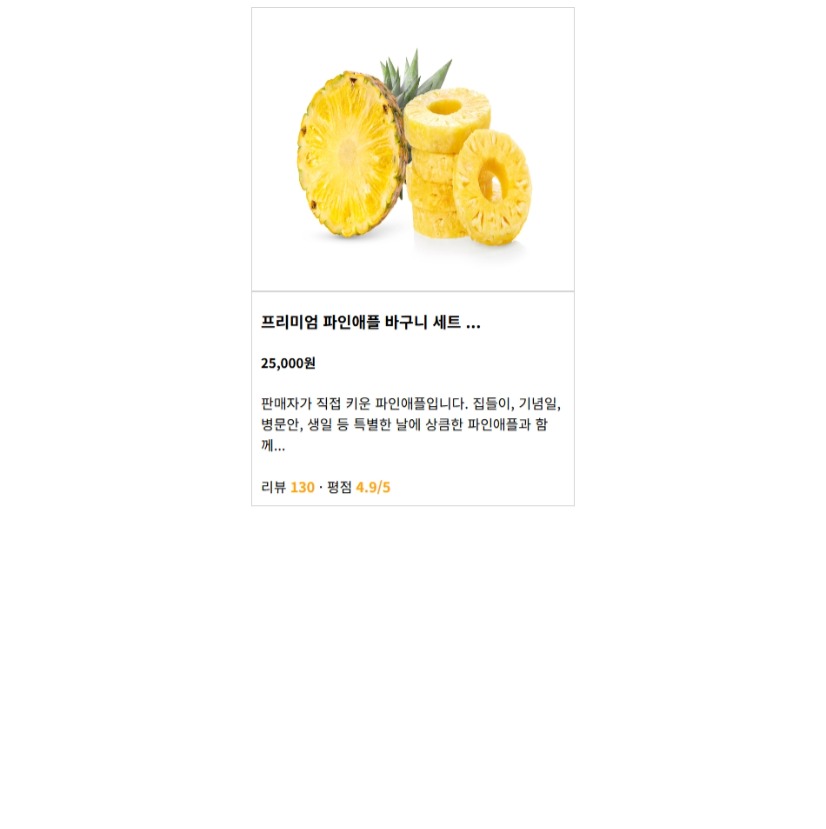 프리미엄 파인애플 바구니 세트 ...
25,000원
판매자가 직접 키운 파인애플입니다. 집들이, 기념일,
병문안, 생일 등 특별한 날에 상큼한 파인애플과 함
께...
리뷰 130 · 평점 4.9/5